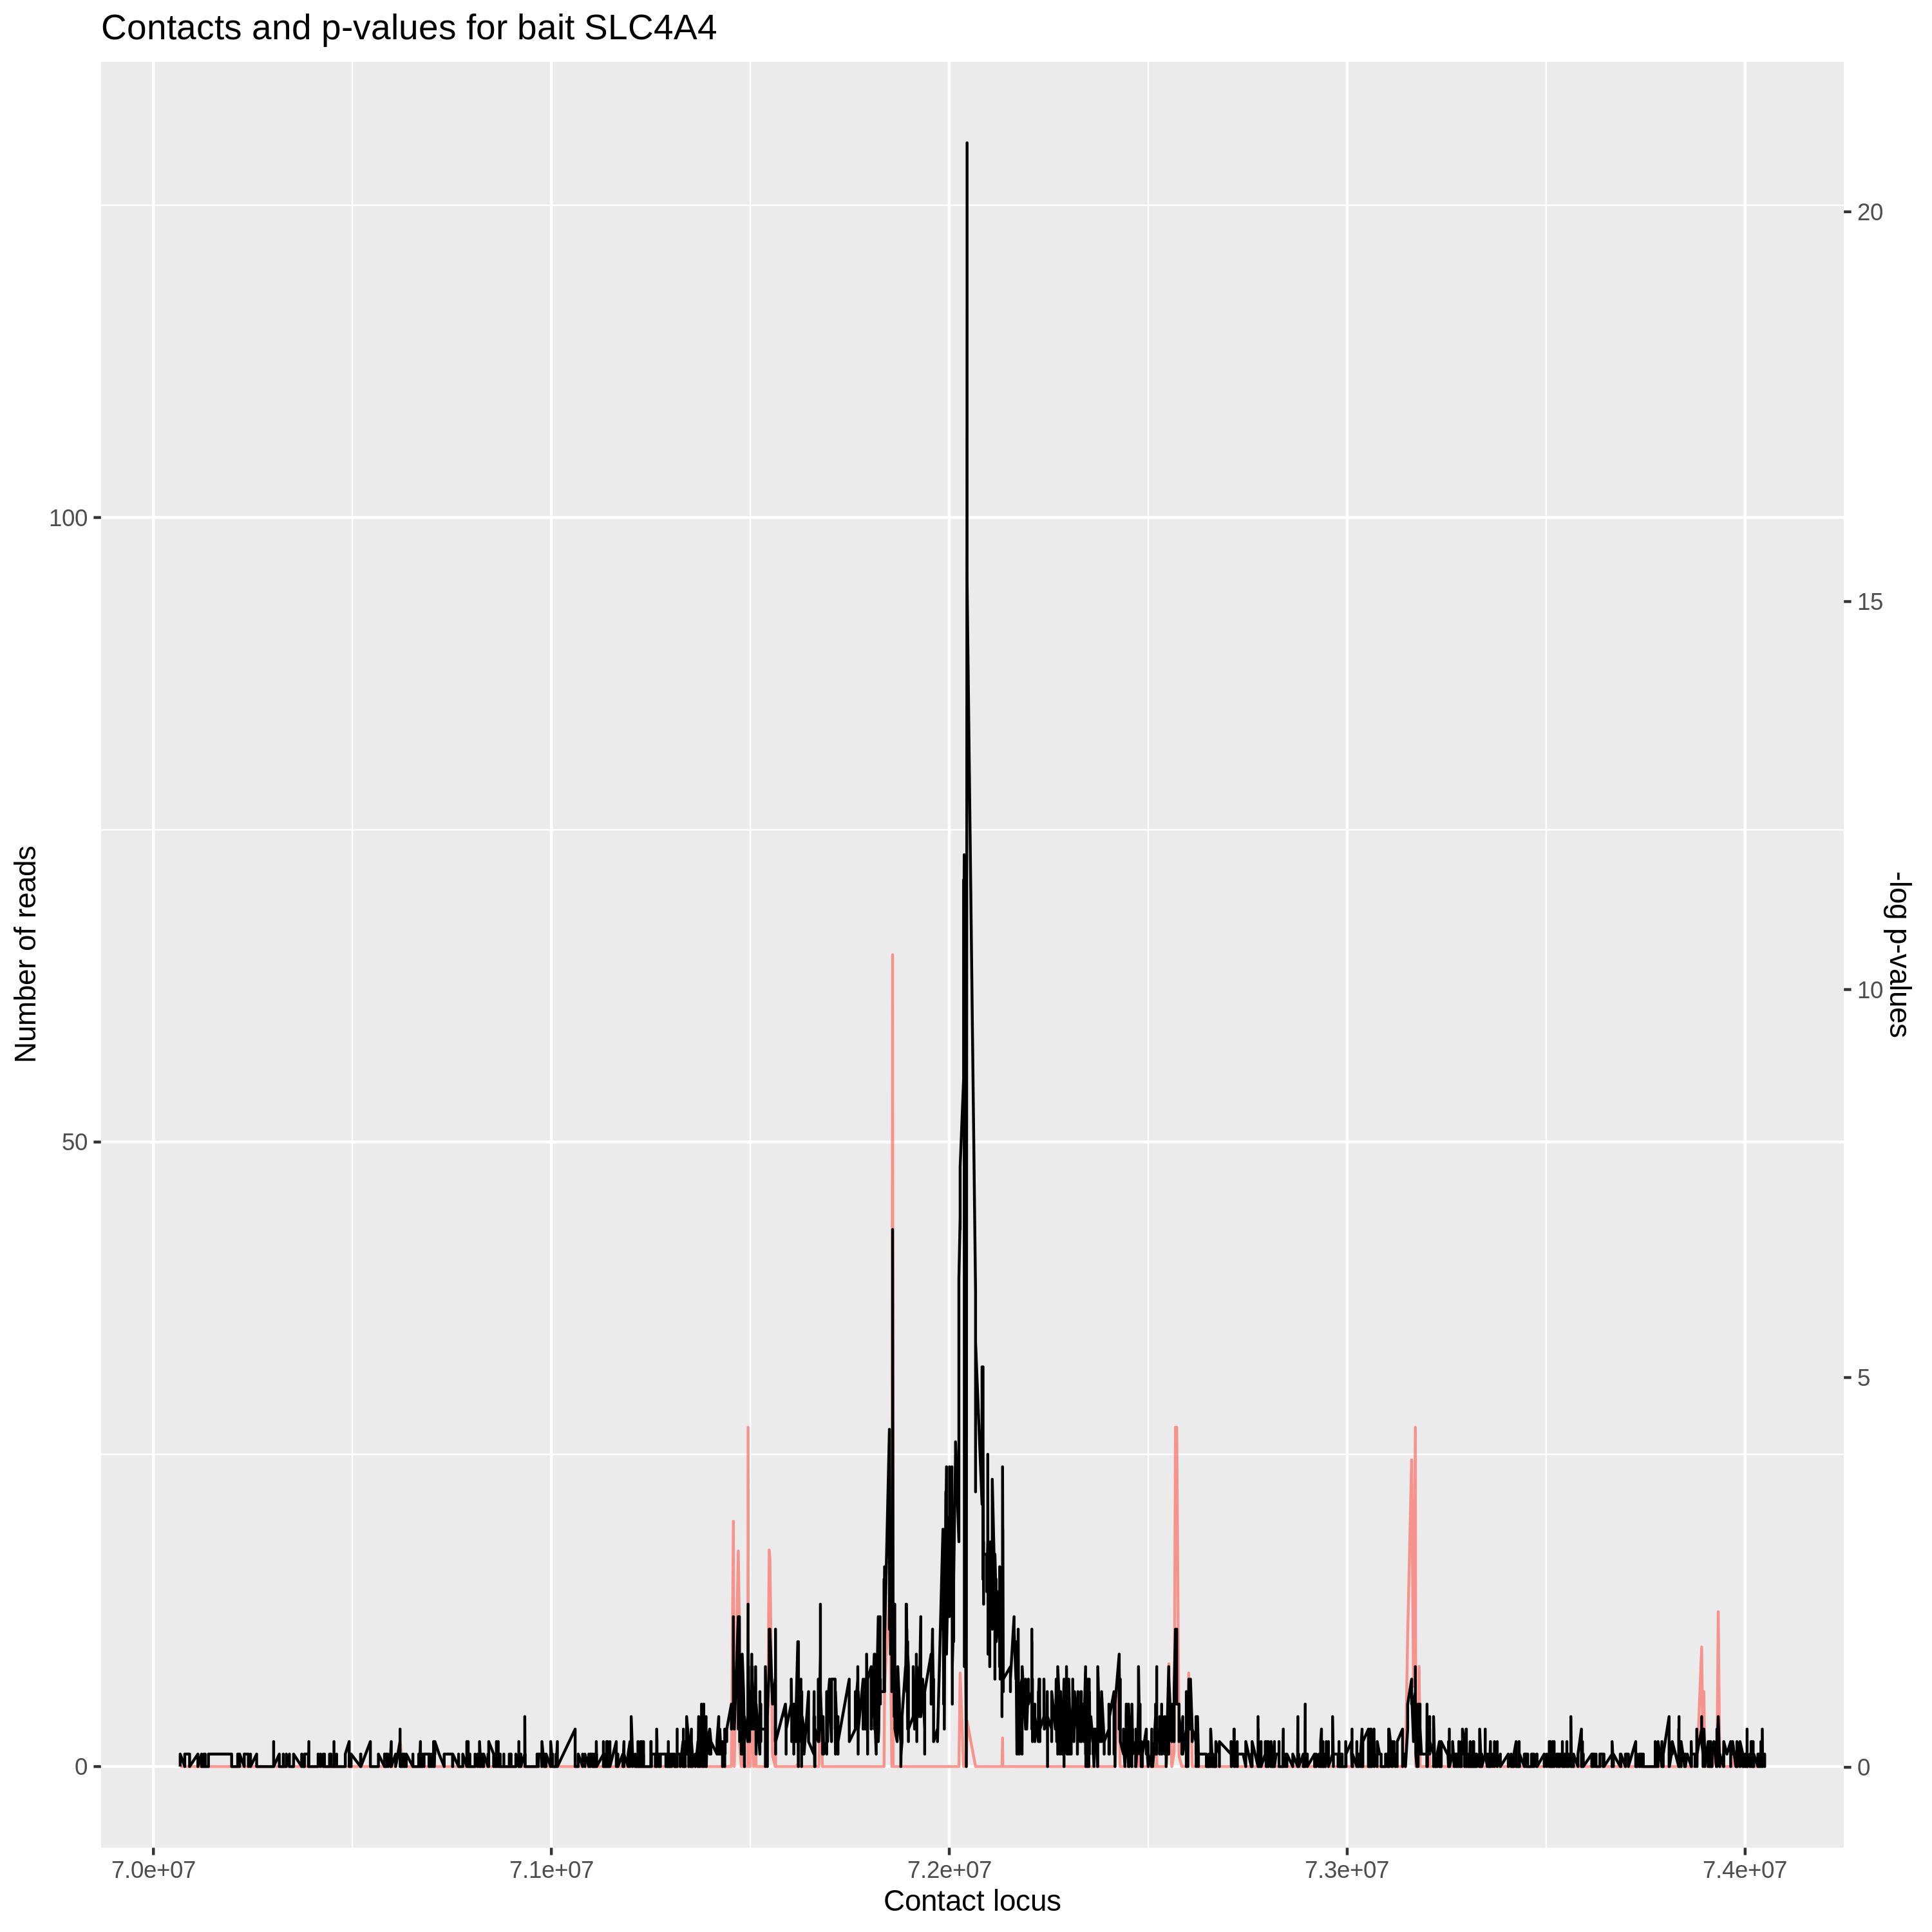 Contacts and p-values for bait SLC4A4
Number of reads
100
50
0
20
15
10
5
0
-log p-values
7.0e+07
7.1e+07
7.2e+07
7.3e+07
7.4e+07
Contact locus